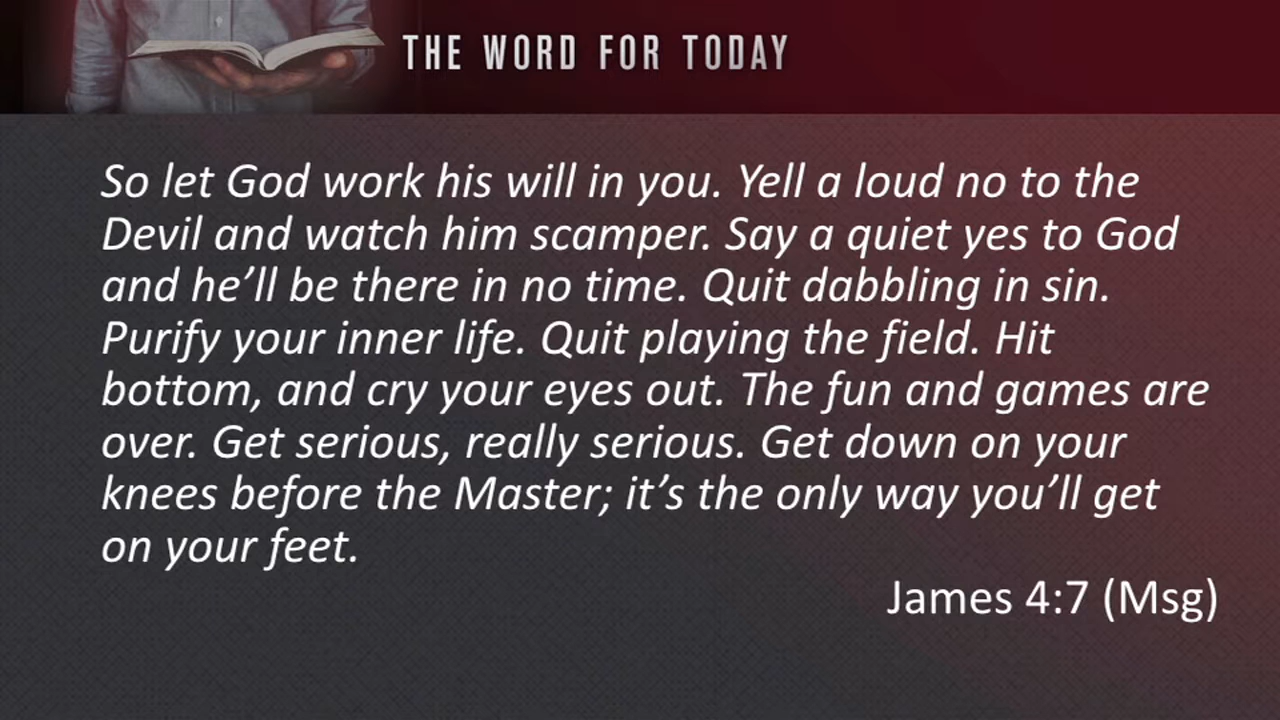 THE WORD FOR TODAY
So let God work his will in you. Yell a loud no to the
Devil and watch him scamper. Say a quiet yes to God
and he’ll be there in no time. Quit dabbling in sin.
Purify your inner life. Quit playing the field. Hit
bottom, and cry your eyes out. The fun and games are
over. Get serious, really serious. Get down on your
knees before the Master; it’s the only way you’ll get
on your feet.
James 4:7 (Msg)